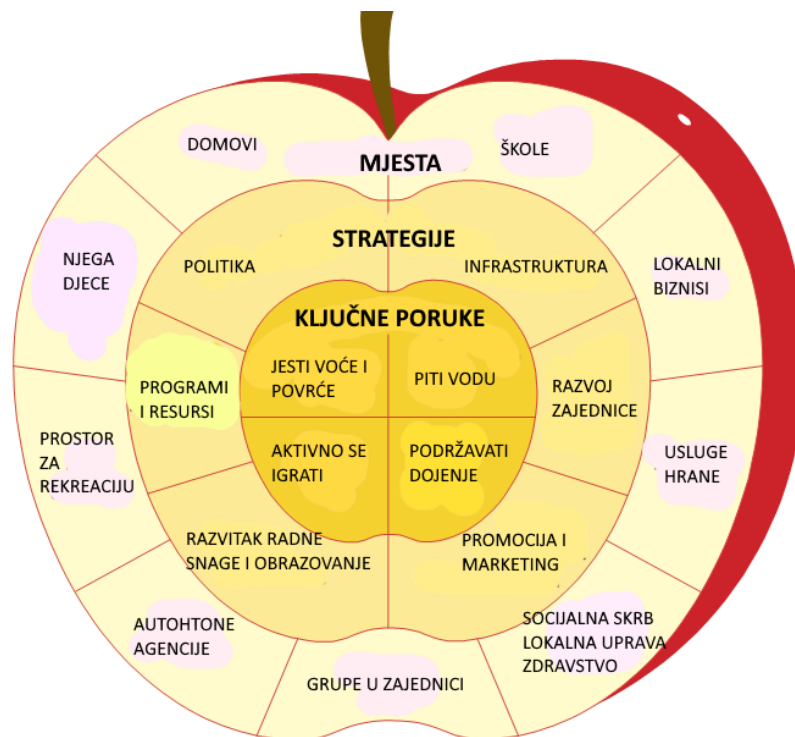 DOMOVI
ŠKOLE
MJESTA
STRATEGIJE
NJEGA
DJECE
POLITIKA
INFRASTRUKTURA
LOKALNI
BIZNISI
KLJUČNE PORUKE
JESTI VOĆE I
POVRĆE
PITI VODU
PROGRAMI
I RESURSI
RAZVOJ
ZAJEDNICE
PROSTOR
ZA
REKREACIJU
AKTIVNO SE
IGRATI
PODRŽAVATI
DOJENJE
USLUGE
HRANE
RAZVITAK RADNE
SNAGE I OBRAZOVANJE
PROMOCIJA I
MARKETING
AUTOHTONE
AGENCIJE
SOCIJALNA SKRB
LOKALNA UPRAVA
ZDRAVSTVO
GRUPE U ZAJEDNICI